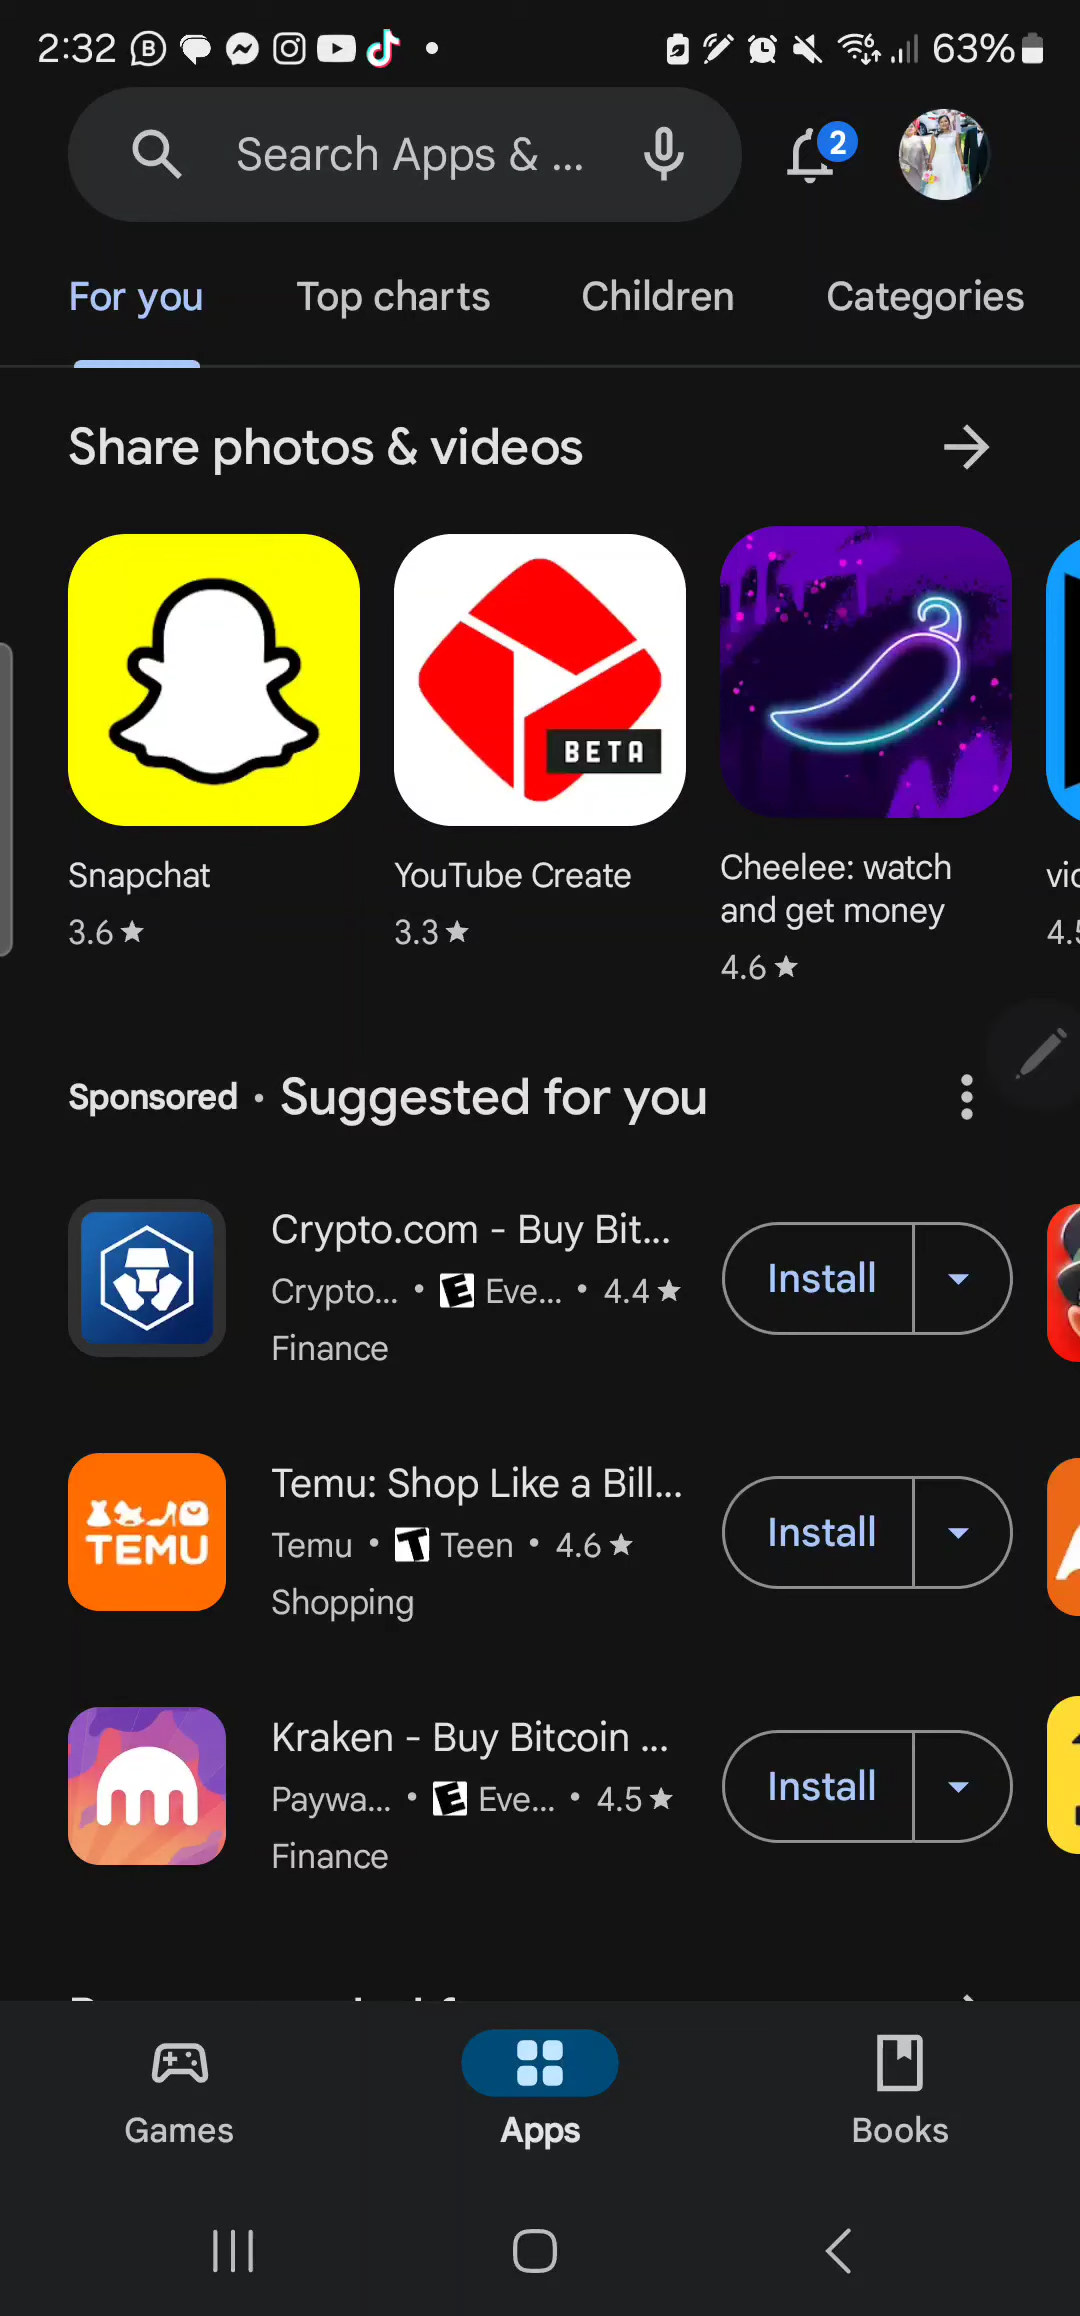 2:32 63%
Search Apps & ...
2
For you Top charts Children Categories
Share photos & videos
BETA
Snapchat
3.6
YouTube Create
3.3
Cheelee: watch
and get money
4.6
Sponsored • Suggested for you
Crypto.com - Buy Bit...
Crypto... • E Eve... • 4.4
Finance
Install
TEMU
Temu: Shop Like a Bill...
Temu • T Teen • 4.6
Shopping
Install
Kraken - Buy Bitcoin ...
Paywa... • E Eve... • 4.5
Finance
Install
Games Apps Books